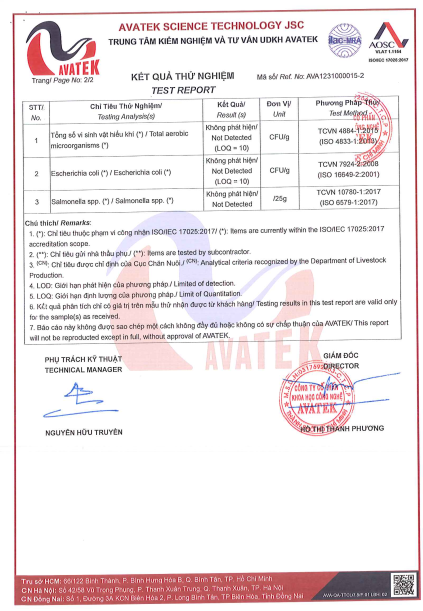 AVATEK SCIENCE TECHNOLOGY JSC
TRUNG TÂM KIỂM NGHIỆM VÀ TƯ VẤN UDKH AVATEK
AVATEK
ilac-MRA
AOSC
VLAT 1.1154
ISO/IEC 17025:2017
Trang/ Page No: 2/2
KẾT QUẢ THỬ NGHIỆM
Mã số/ Ref. No: AVA1231000015-2
TEST REPORT
STT/ No.
Chỉ Tiêu Thử Nghiệm/ Testing Analysis(s)
Kết Quả/ Result (s)
Đơn Vị/ Unit
Phương Pháp Thử/ Test Method
1
Tổng số vi sinh vật hiếu khí (*) / Total aerobic
microorganisms (*)
Không phát hiện/
Not Detected
(LOQ = 10)
CFU/g
TCVN 4884-1:2015
(ISO 4833-1:2013)
2
Escherichia coli (*) / Escherichia coli (*)
Không phát hiện/
Not Detected
(LOQ = 10)
CFU/g
TCVN 7924-2:2008
(ISO 16649-2:2001)
3
Salmonella spp. (*) / Salmonella spp. (*)
Không phát hiện/
Not Detected
/25g
TCVN 10780-1:2017
(ISO 6579-1:2017)
Chú thích/ Remarks:
1. (*): Chỉ tiêu thuộc phạm vi công nhận ISO/IEC 17025:2017/ (*): Items are currently within the ISO/IEC 17025:2017
accreditation scope.
2. (**): Chỉ tiêu gửi nhà thầu phụ./ (**): Items are tested by subcontractor.
3. (CN): Chỉ tiêu được chỉ định của Cục Chăn Nuôi./ (CN): Analytical criteria recognized by the Department of Livestock
Production.
4. LOD: Giới hạn phát hiện của phương pháp./ Limited of detection.
5. LOQ: Giới hạn định lượng của phương pháp./ Limit of Quantitation.
6. Kết quả phân tích chỉ có giá trị trên mẫu thử nhận được từ khách hàng/ Testing results in this test report are valid only
for the sample(s) as received.
7. Báo cáo này không được sao chép một cách không đầy đủ hoặc không có sự chấp thuận của AVATEK/ This report
will not be reproducted except in full, without approval of AVATEK.
AVATEK
PHỤ TRÁCH KỸ THUẬT
TECHNICAL MANAGER
GIÁM ĐỐC
DIRECTOR
CÔNG TY CỔ PHẦN
KHOA HỌC CÔNG NGHỆ
AVATEK
NGUYỄN HỮU TRUYỀN
HỒ THỊ THANH PHƯƠNG
Trụ sở HCM: 66/122 Bình Thành, P. Bình Hưng Hòa B, Q. Bình Tân, TP. Hồ Chí Minh
CN Hà Nội: Số 42/58 Vũ Trọng Phụng, P. Thanh Xuân Trung, Q. Thanh Xuân, TP. Hà Nội
CN Đồng Nai: Số 1, Đường 3A KCN Biên Hòa 2, P. Long Bình Tân, TP Biên Hòa, Tỉnh Đồng Nai